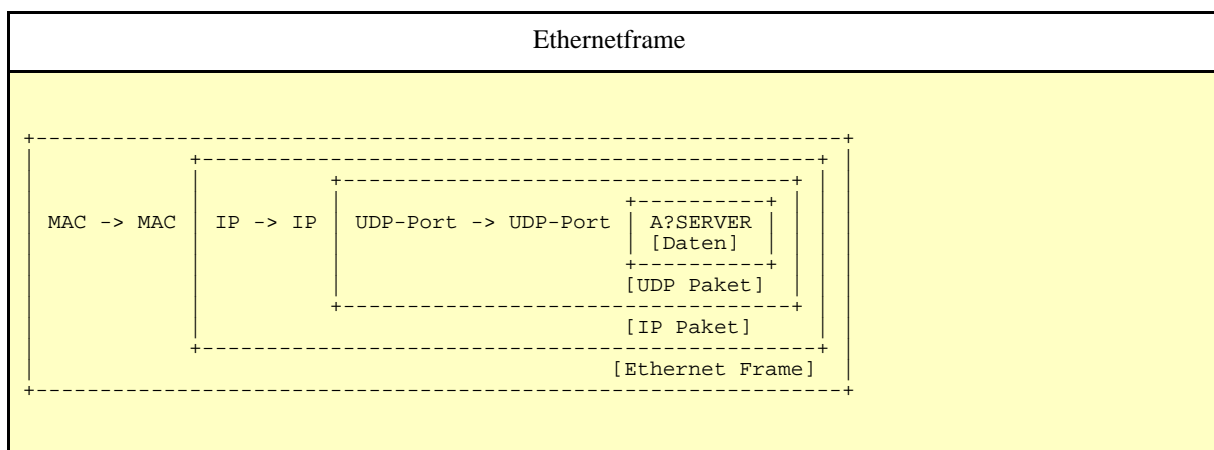 Ethernetframe
MAC -> MAC IP -> IP UDP-Port -> UDP-Port A?SERVER
[Daten]
[UDP Paket]
[IP Paket]
[Ethernet Frame]